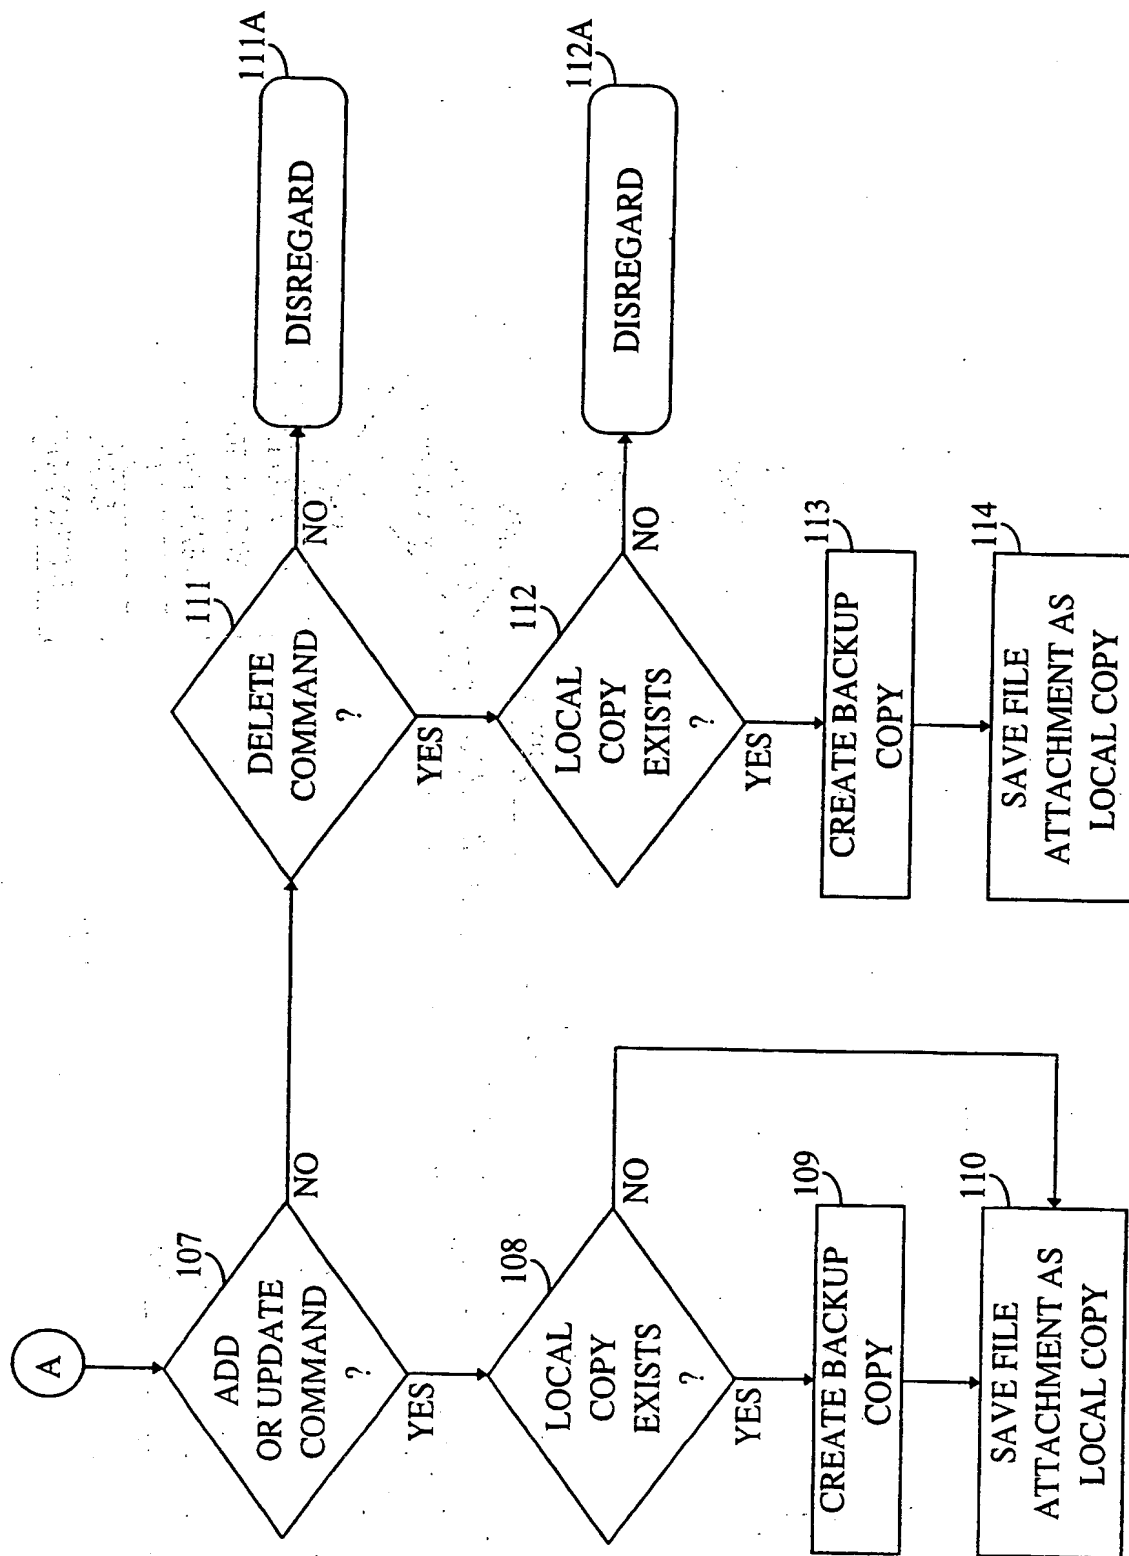 A
107
ADD
OR UPDATE
COMMAND
?
NO
YES
108
LOCAL
COPY
EXISTS
?
NO
YES
109
CREATE BACKUP
COPY
110
SAVE FILE
ATTACHMENT AS
LOCAL COPY
111
DELETE
COMMAND
?
NO
YES
111A
DISREGARD
112
LOCAL
COPY
EXISTS
?
NO
YES
112A
DISREGARD
113
CREATE BACKUP
COPY
114
SAVE FILE
ATTACHMENT AS
LOCAL COPY